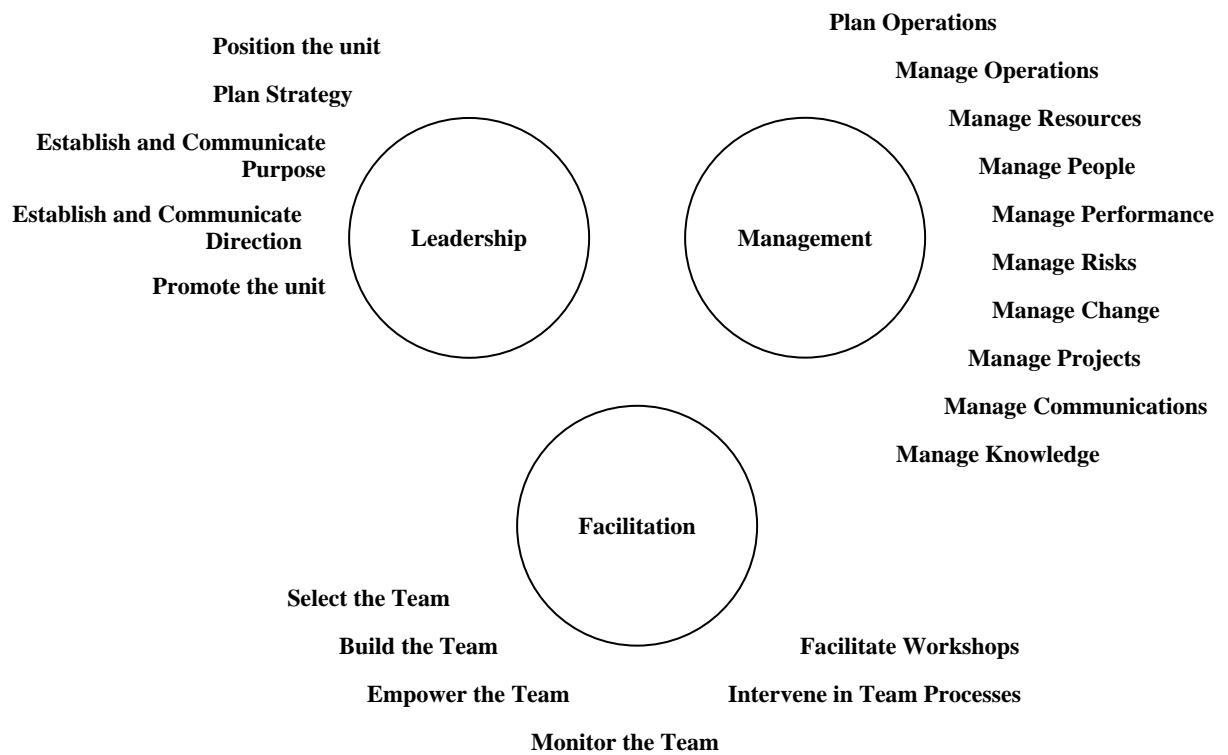 Position the unit
Plan Strategy
Establish and Communicate
Purpose
Establish and Communicate
Direction
Promote the unit
Leadership
Plan Operations
Manage Operations
Manage Resources
Manage People
Manage Performance
Manage Risks
Manage Change
Manage Projects
Manage Communications
Manage Knowledge
Management
Facilitation
Select the Team
Build the Team
Empower the Team
Monitor the Team
Facilitate Workshops
Intervene in Team Processes